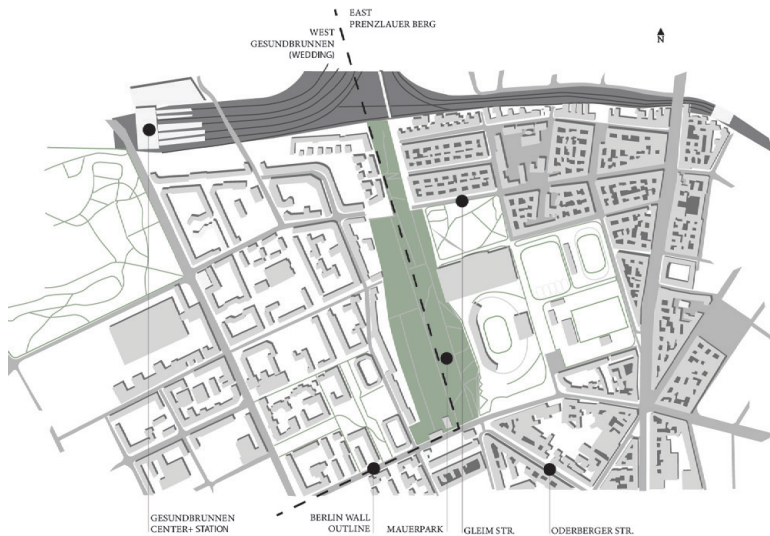 EAST
PRENZLAUER BERG
WEST
GESUNDBRUNNEN
(WEDDING)
N
GESUNDBRUNNEN
CENTER+ STATION
BERLIN WALL
OUTLINE
MAUERPARK
GLEIM STR.
ODERBERGER STR.